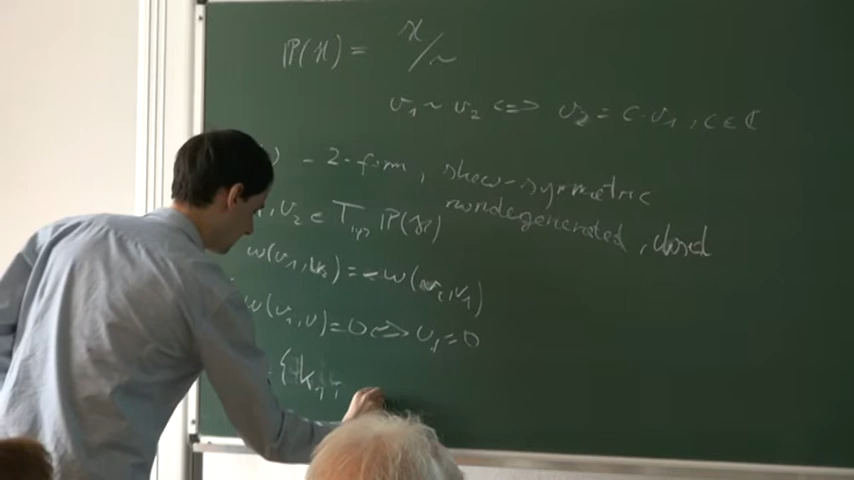 P(H) = H/~
v₁ ~ v₂ <=> v₂ = c·v₁, c ∈ ℂ
) - 2-form, skew-symmetric
nondegenerated, closed
, v₂ ∈ T P(H)
w(v₁, v₂) = -w(v₂, v₁)
w(v₁, v) = 0 <=> v₁ = 0